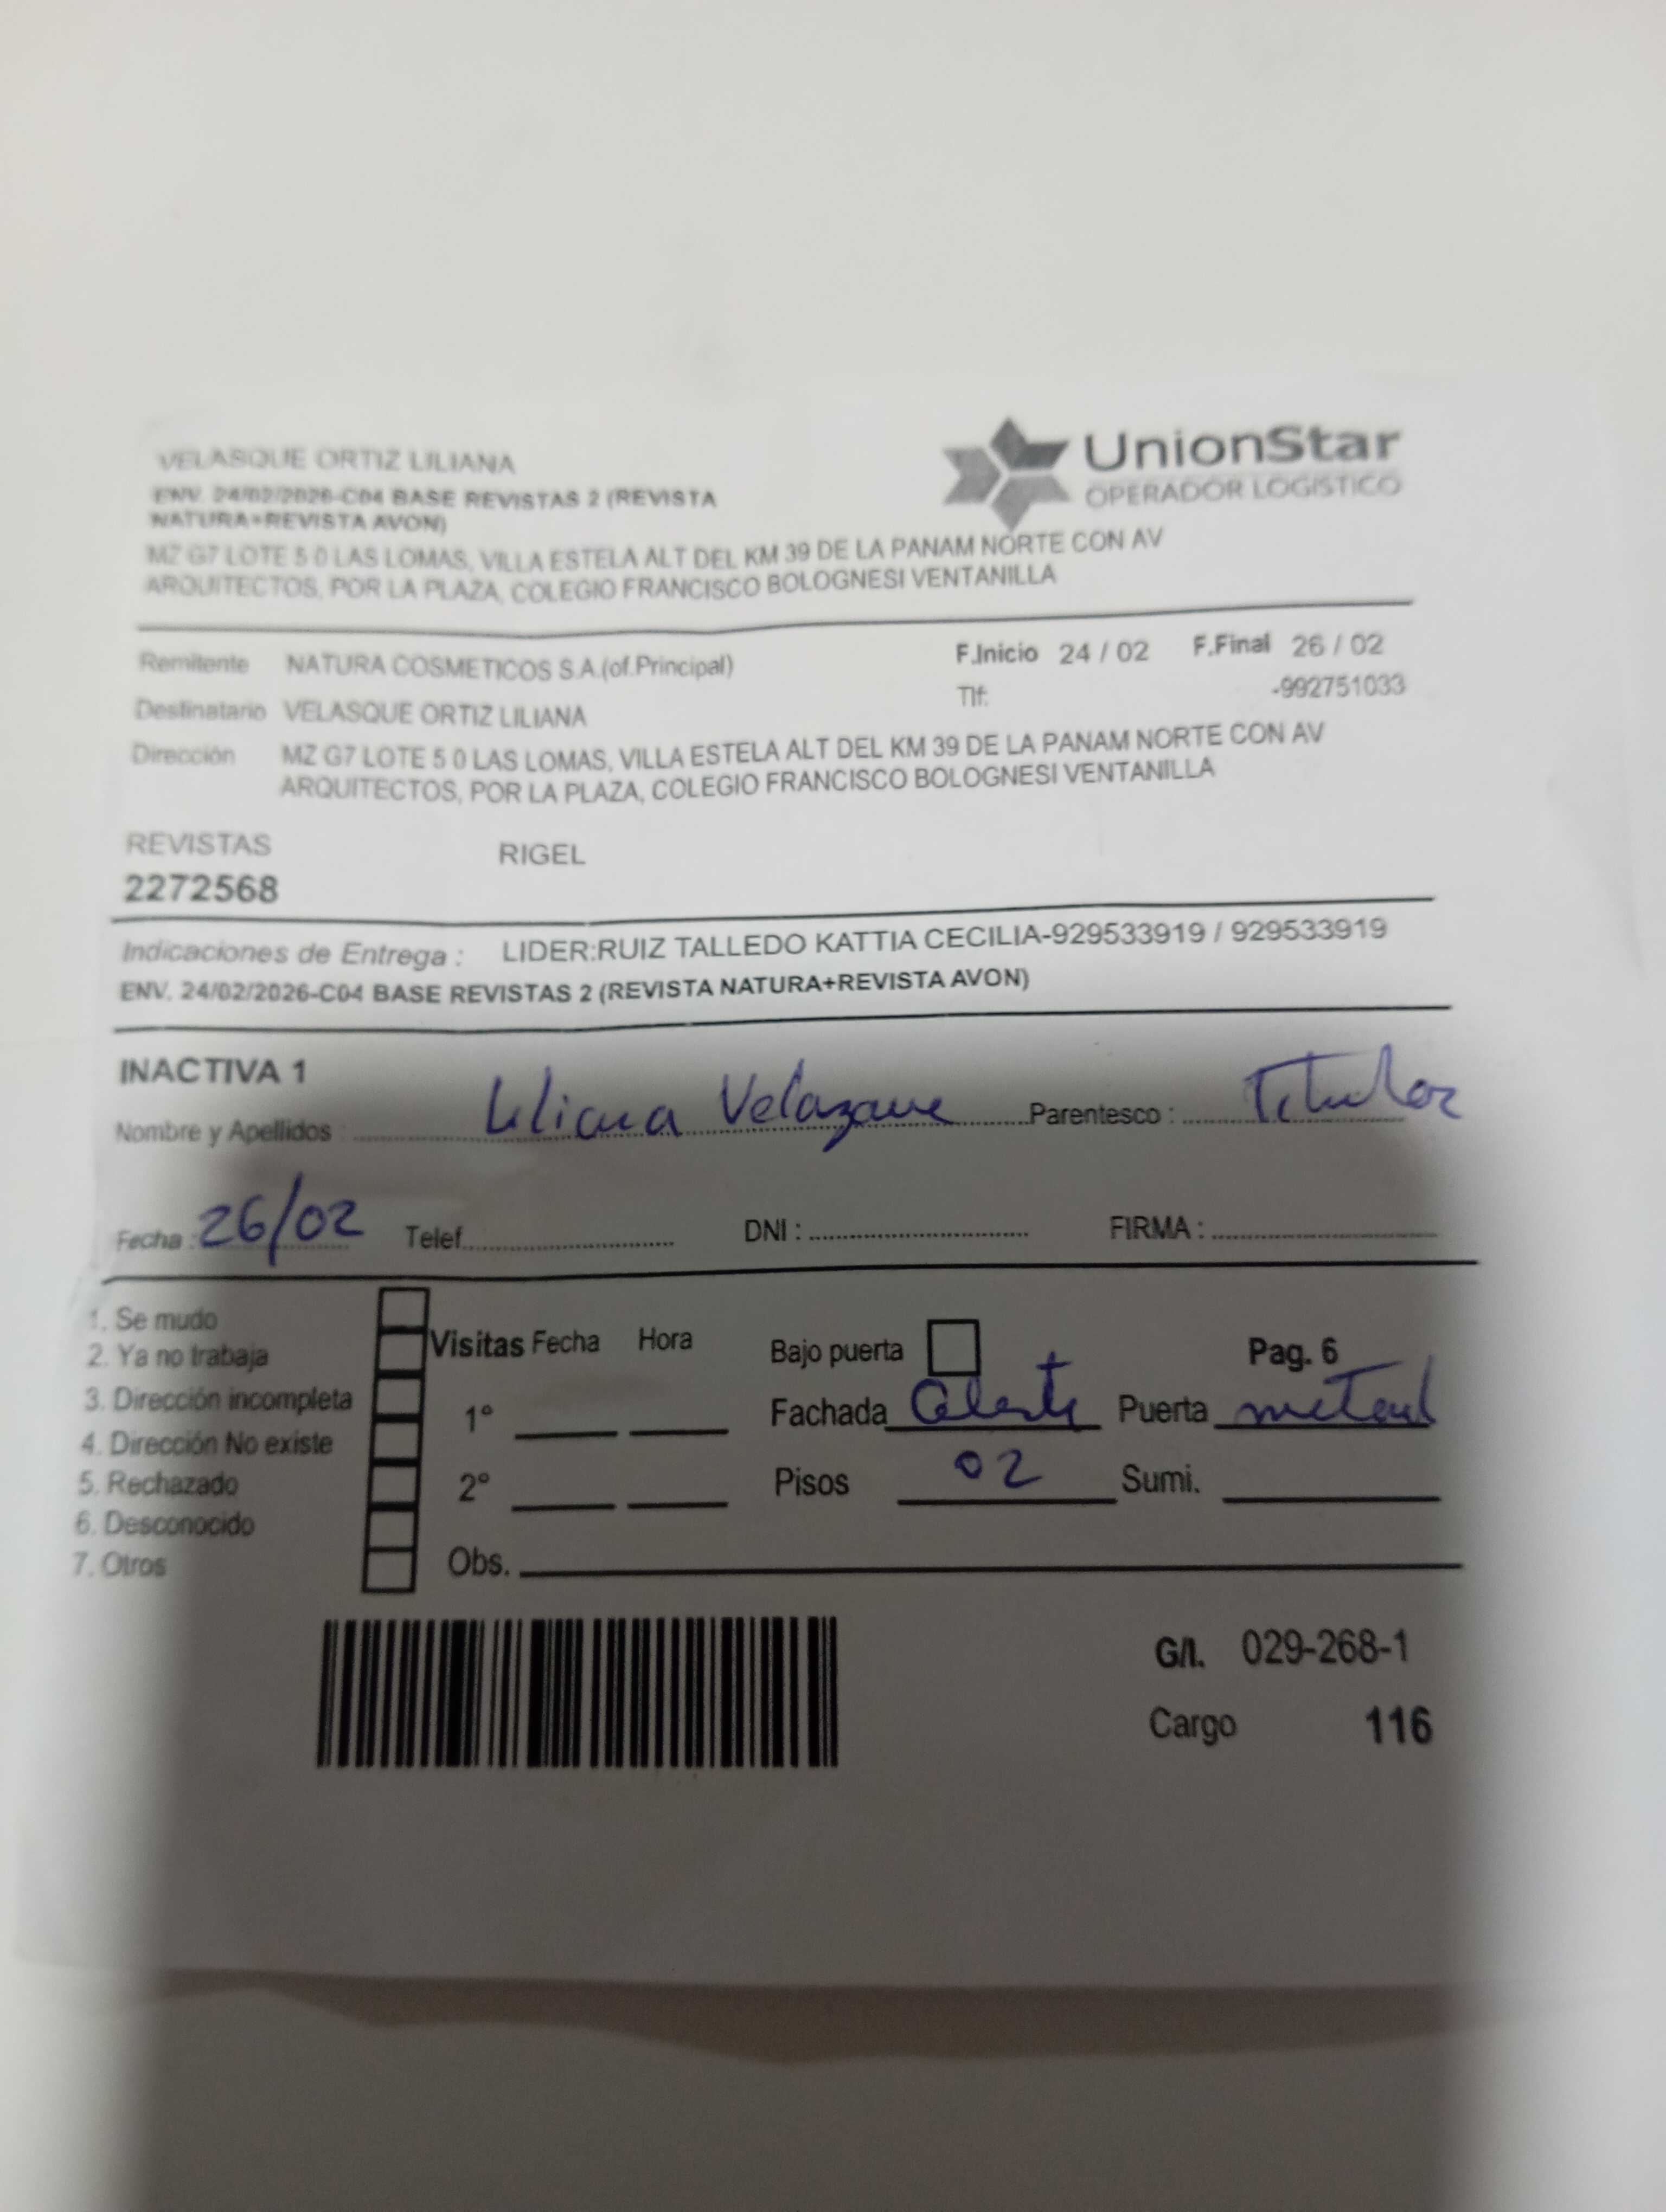 VELASQUE ORTIZ LILIANA
UnionStar
OPERADOR LOGÍSTICO
ENV. 24/02/2026-C04 BASE REVISTAS 2 (REVISTA
NATURA+REVISTA AVON)
MZ G7 LOTE 5 0 LAS LOMAS, VILLA ESTELA ALT DEL KM 39 DE LA PANAM NORTE CON AV
ARQUITECTOS, POR LA PLAZA, COLEGIO FRANCISCO BOLOGNESI VENTANILLA
Remitente NATURA COSMETICOS S.A.(of.Principal) F.Inicio 24 / 02 F.Final 26 / 02
Tlf: -992751033
Destinatario VELASQUE ORTIZ LILIANA
Dirección MZ G7 LOTE 5 0 LAS LOMAS, VILLA ESTELA ALT DEL KM 39 DE LA PANAM NORTE CON AV
ARQUITECTOS, POR LA PLAZA, COLEGIO FRANCISCO BOLOGNESI VENTANILLA
REVISTAS RIGEL
2272568
Indicaciones de Entrega : LIDER:RUIZ TALLEDO KATTIA CECILIA-929533919 / 929533919
ENV. 24/02/2026-C04 BASE REVISTAS 2 (REVISTA NATURA+REVISTA AVON)
INACTIVA 1
Nombre y Apellidos : Liliana Velazque Parentesco : Titular
Fecha : 26/02 Telef. DNI : FIRMA :
1. Se mudo
2. Ya no trabaja
3. Dirección incompleta
4. Dirección No existe
5. Rechazado
6. Desconocido
7. Otros
Visitas Fecha Hora
1°
2°
Obs.
Bajo puerta Pag. 6
Fachada Celeste Puerta metal
Pisos 02 Sumi.
G/I. 029-268-1
Cargo 116